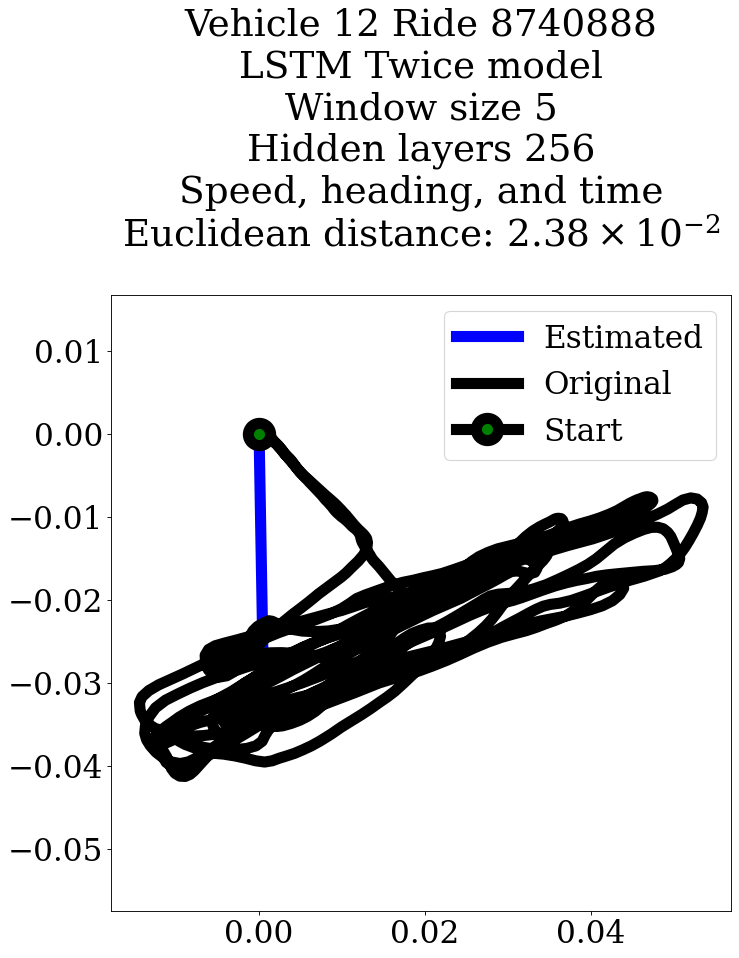 Vehicle 12 Ride 8740888
LSTM Twice model
Window size 5
Hidden layers 256
Speed, heading, and time
Euclidean distance: 2.38 × 10⁻²
Estimated
Original
Start
0.01
0.00
−0.01
−0.02
−0.03
−0.04
−0.05
0.00 0.02 0.04